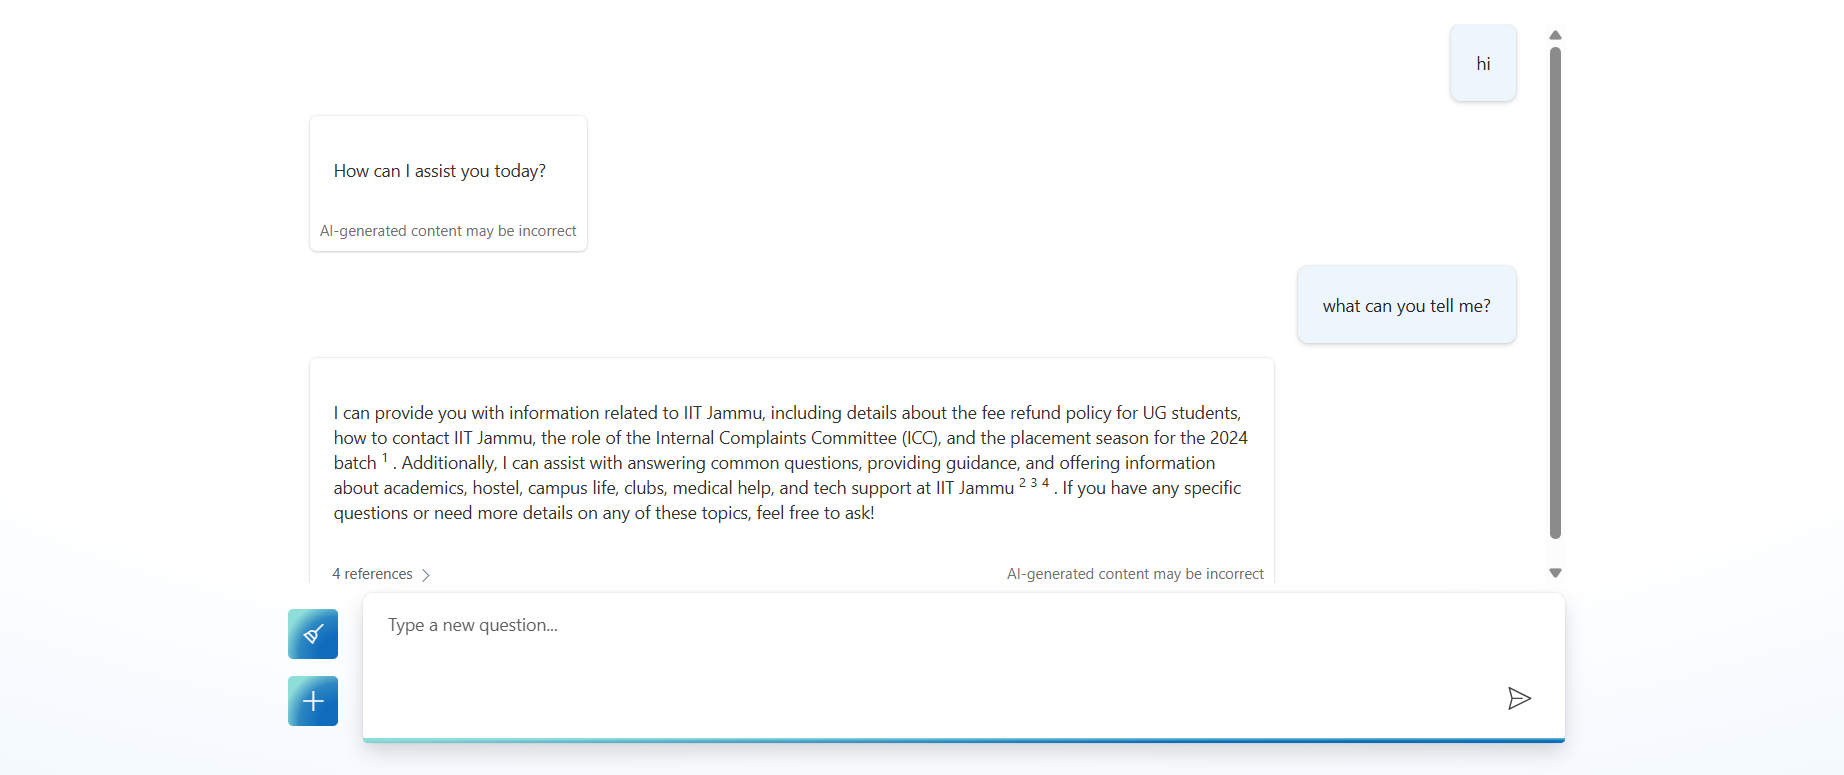 hi
How can I assist you today?
AI-generated content may be incorrect
what can you tell me?
I can provide you with information related to IIT Jammu, including details about the fee refund policy for UG students,
how to contact IIT Jammu, the role of the Internal Complaints Committee (ICC), and the placement season for the 2024
batch 1 . Additionally, I can assist with answering common questions, providing guidance, and offering information
about academics, hostel, campus life, clubs, medical help, and tech support at IIT Jammu 2 3 4 . If you have any specific
questions or need more details on any of these topics, feel free to ask!
4 references
AI-generated content may be incorrect
Type a new question...